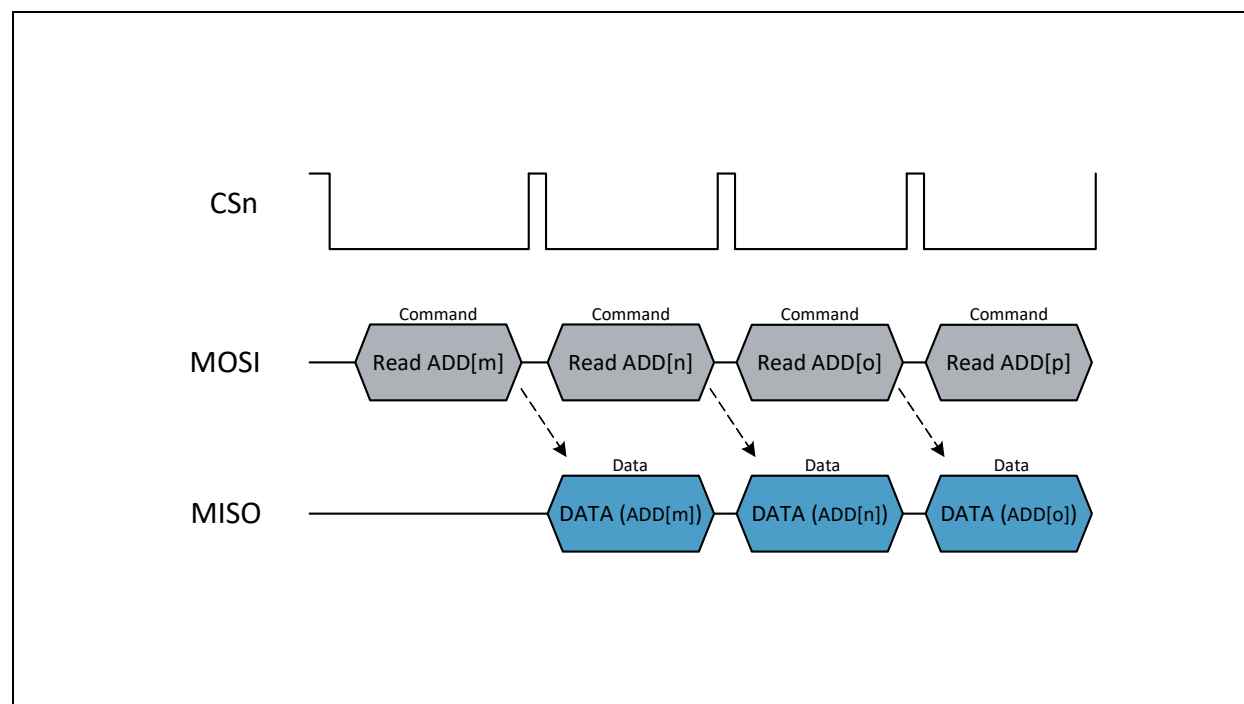 CSn
Command Command Command Command
MOSI Read ADD[m] Read ADD[n] Read ADD[o] Read ADD[p]
Data Data Data
MISO DATA (ADD[m]) DATA (ADD[n]) DATA (ADD[o])